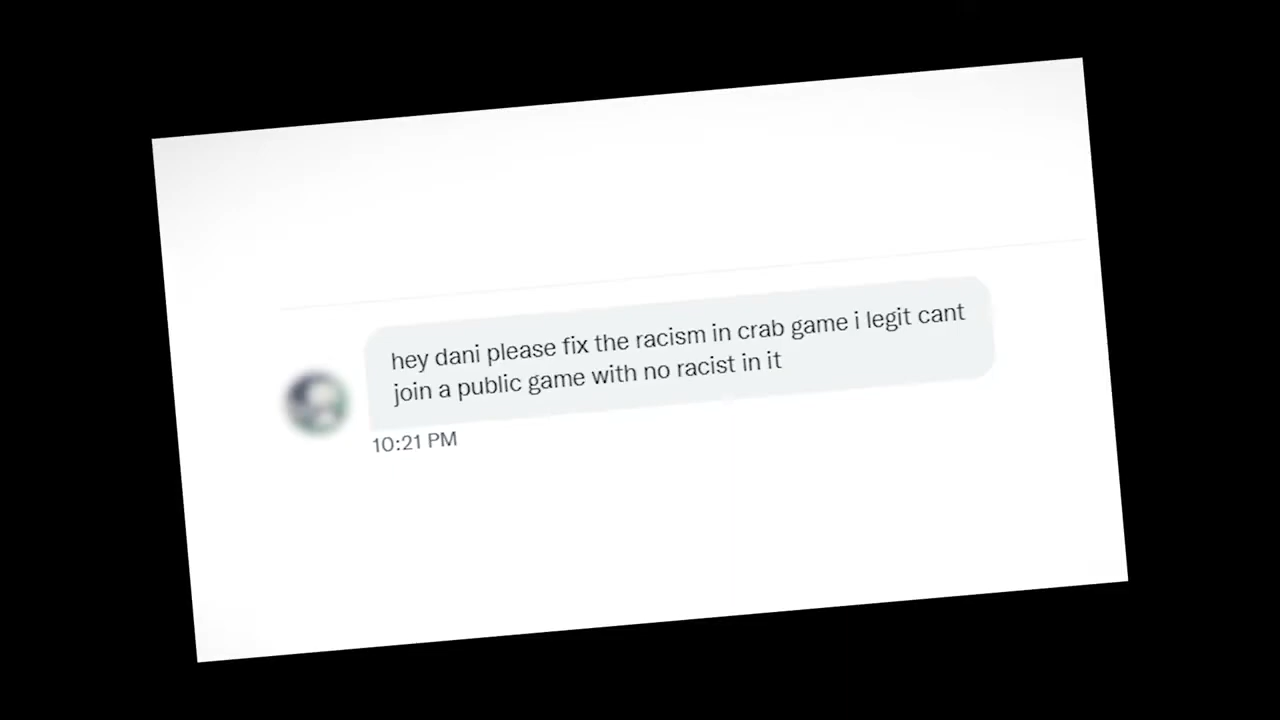 hey dani please fix the racism in crab game i legit cant
join a public game with no racist in it
10:21 PM